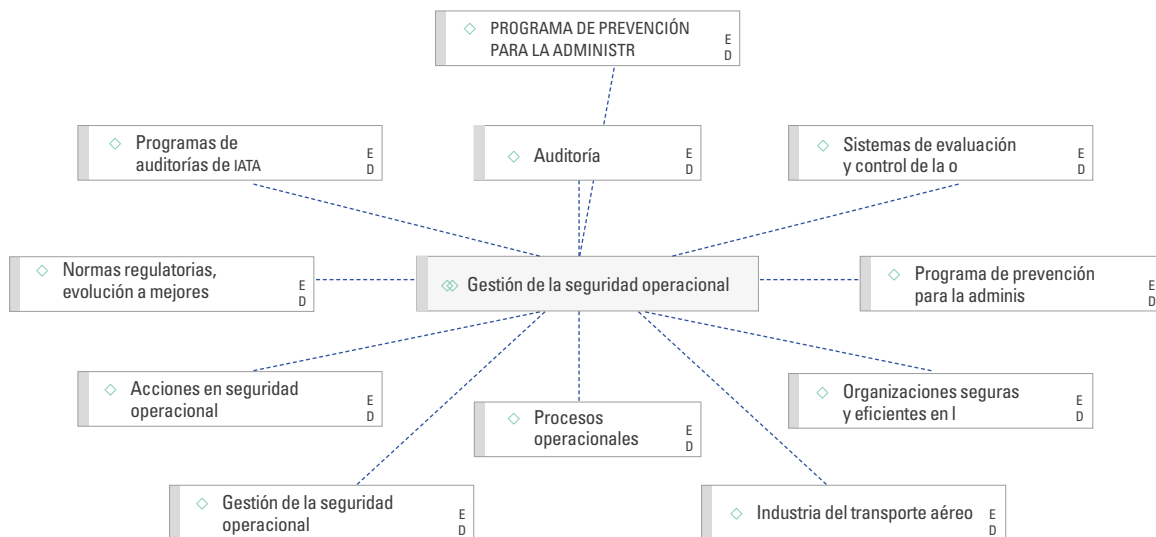 PROGRAMA DE PREVENCIÓN
PARA LA ADMINISTR
E
D
Programas de
auditorías de IATA
E
D
Auditoría
E
D
Sistemas de evaluación
y control de la o
E
D
Normas regulatorias,
evolución a mejores
E
D
Gestión de la seguridad operacional
Programa de prevención
para la adminis
E
D
Acciones en seguridad
operacional
E
D
Procesos
operacionales
E
D
Organizaciones seguras
y eficientes en l
E
D
Gestión de la seguridad
operacional
E
D
Industria del transporte aéreo
E
D